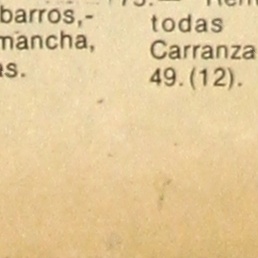 barros,-
mancha,
as.
todas
Carranza
49. (12).